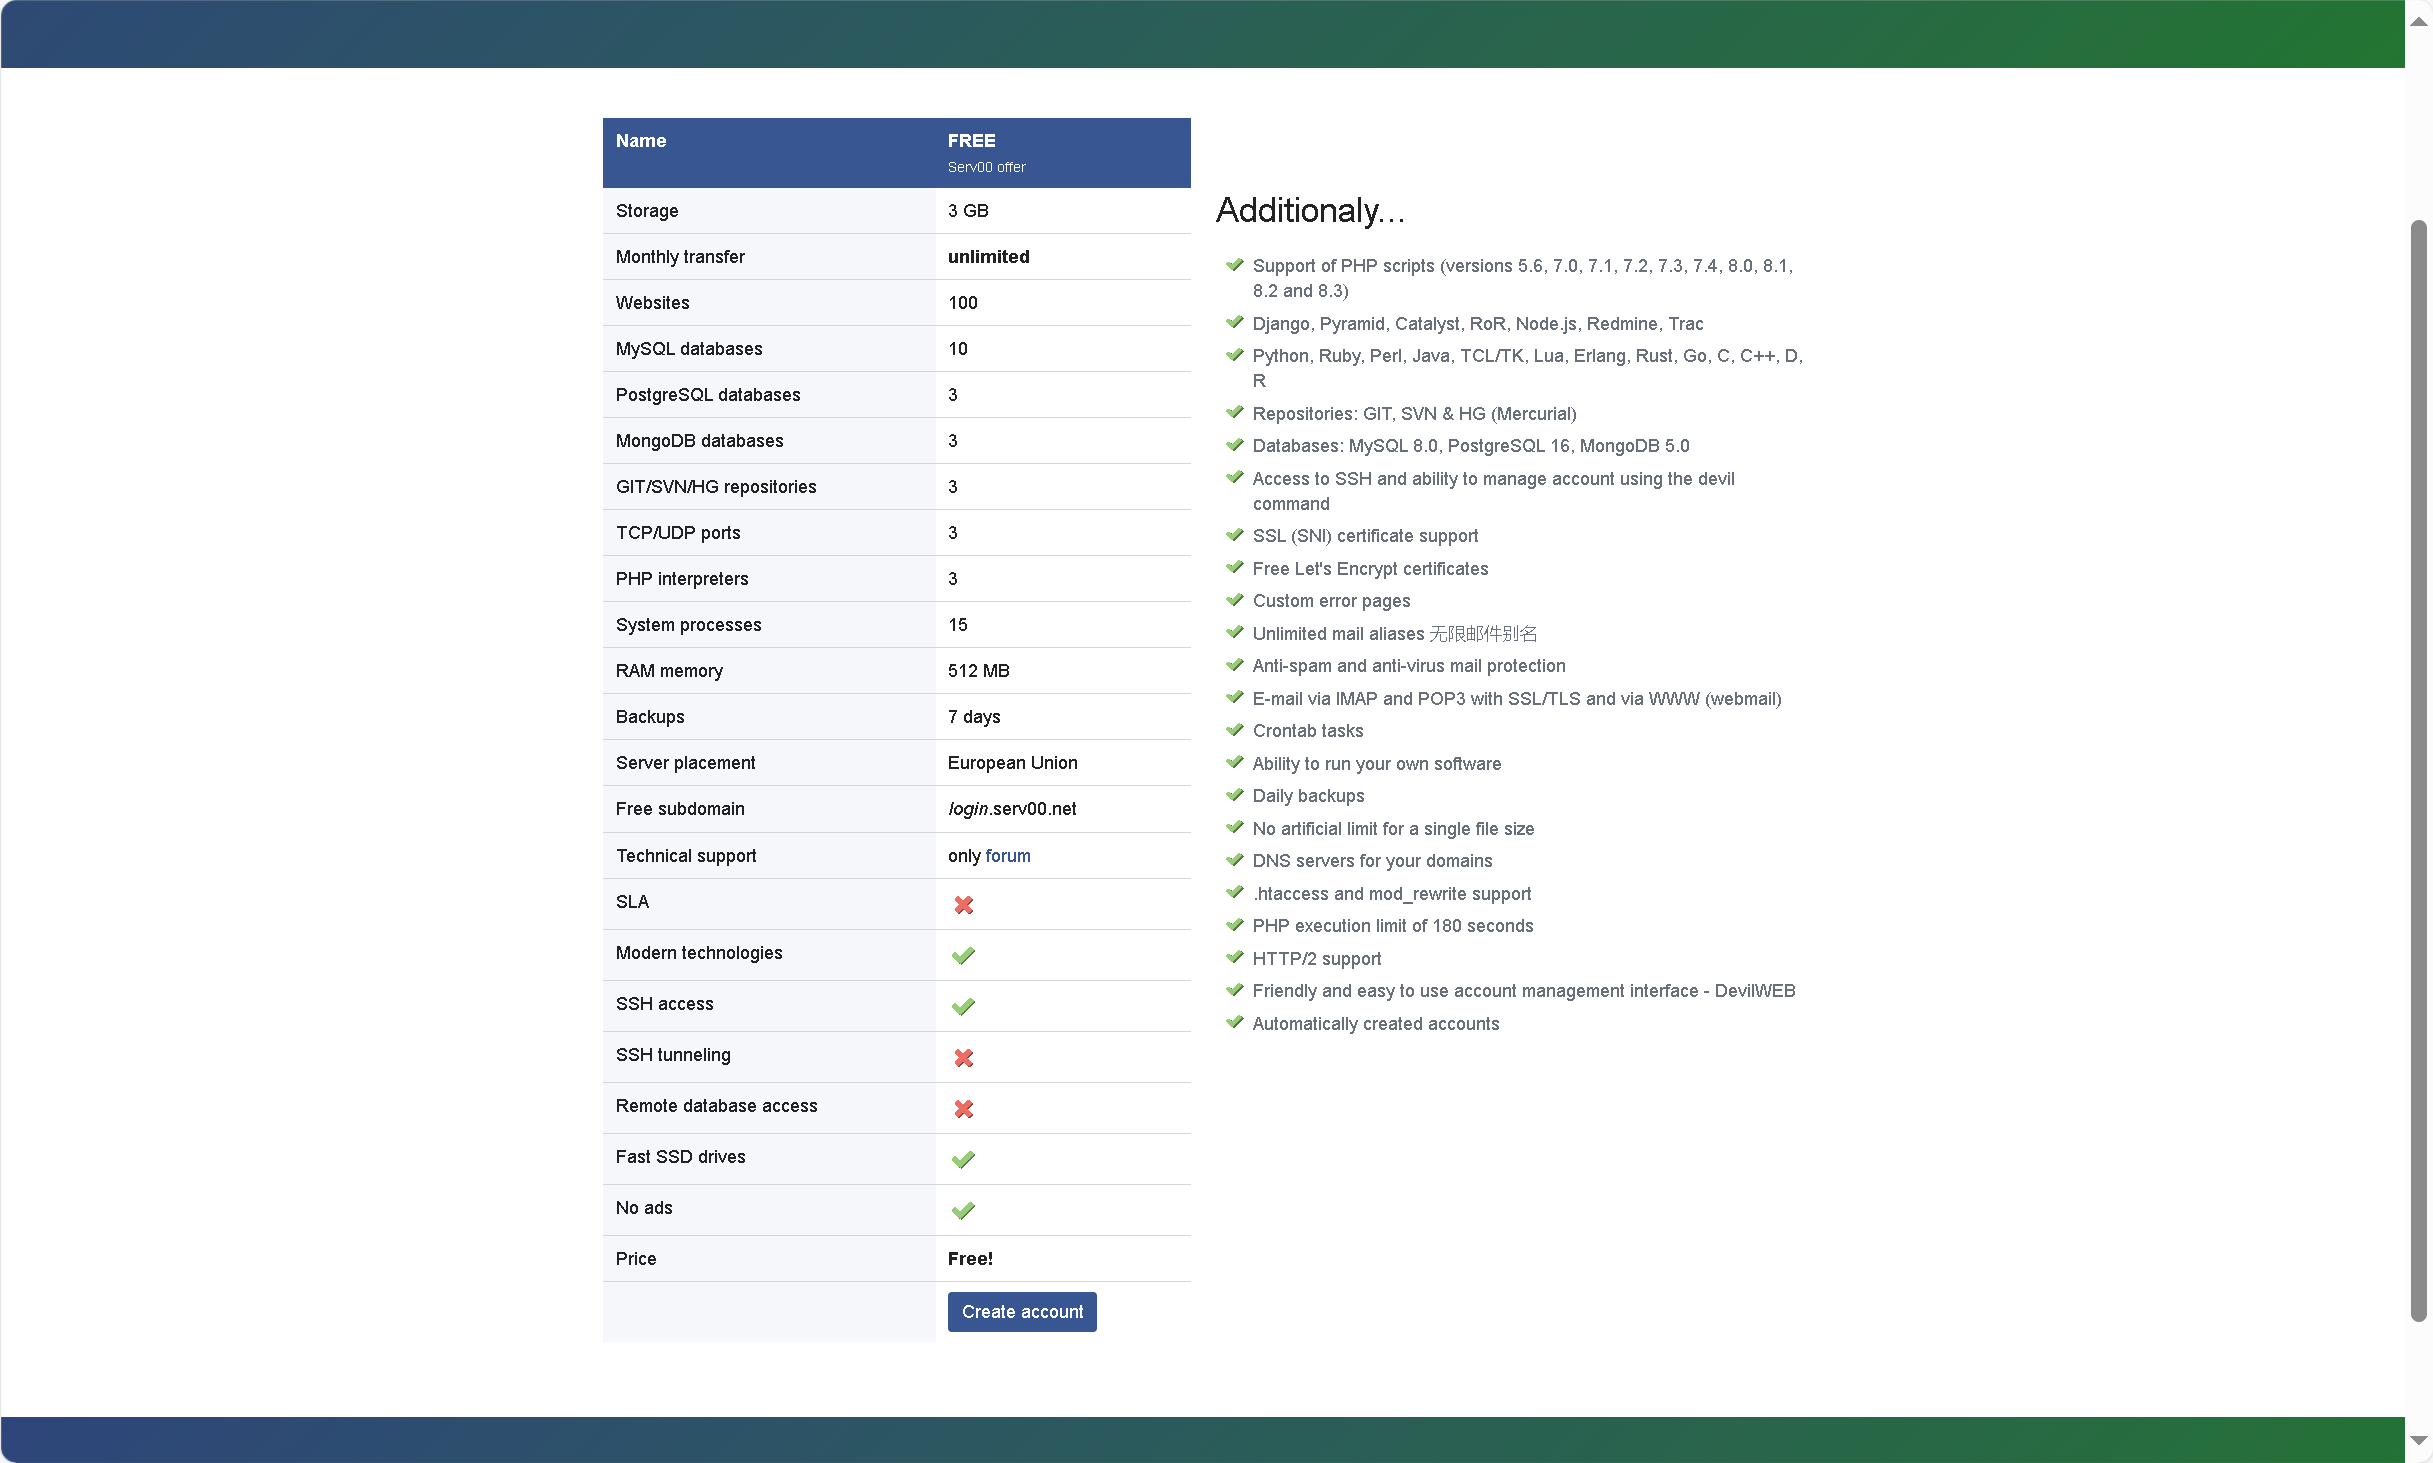 Name FREE
Serv00 offer
Storage 3 GB
Monthly transfer unlimited
Websites 100
MySQL databases 10
PostgreSQL databases 3
MongoDB databases 3
GIT/SVN/HG repositories 3
TCP/UDP ports 3
PHP interpreters 3
System processes 15
RAM memory 512 MB
Backups 7 days
Server placement European Union
Free subdomain login.serv00.net
Technical support only forum
SLA
Modern technologies
SSH access
SSH tunneling
Remote database access
Fast SSD drives
No ads
Price Free!
Create account
Additionaly...
Support of PHP scripts (versions 5.6, 7.0, 7.1, 7.2, 7.3, 7.4, 8.0, 8.1,
8.2 and 8.3)
Django, Pyramid, Catalyst, RoR, Node.js, Redmine, Trac
Python, Ruby, Perl, Java, TCL/TK, Lua, Erlang, Rust, Go, C, C++, D,
R
Repositories: GIT, SVN & HG (Mercurial)
Databases: MySQL 8.0, PostgreSQL 16, MongoDB 5.0
Access to SSH and ability to manage account using the devil
command
SSL (SNI) certificate support
Free Let's Encrypt certificates
Custom error pages
Unlimited mail aliases 无限邮件别名
Anti-spam and anti-virus mail protection
E-mail via IMAP and POP3 with SSL/TLS and via WWW (webmail)
Crontab tasks
Ability to run your own software
Daily backups
No artificial limit for a single file size
DNS servers for your domains
.htaccess and mod_rewrite support
PHP execution limit of 180 seconds
HTTP/2 support
Friendly and easy to use account management interface - DevilWEB
Automatically created accounts